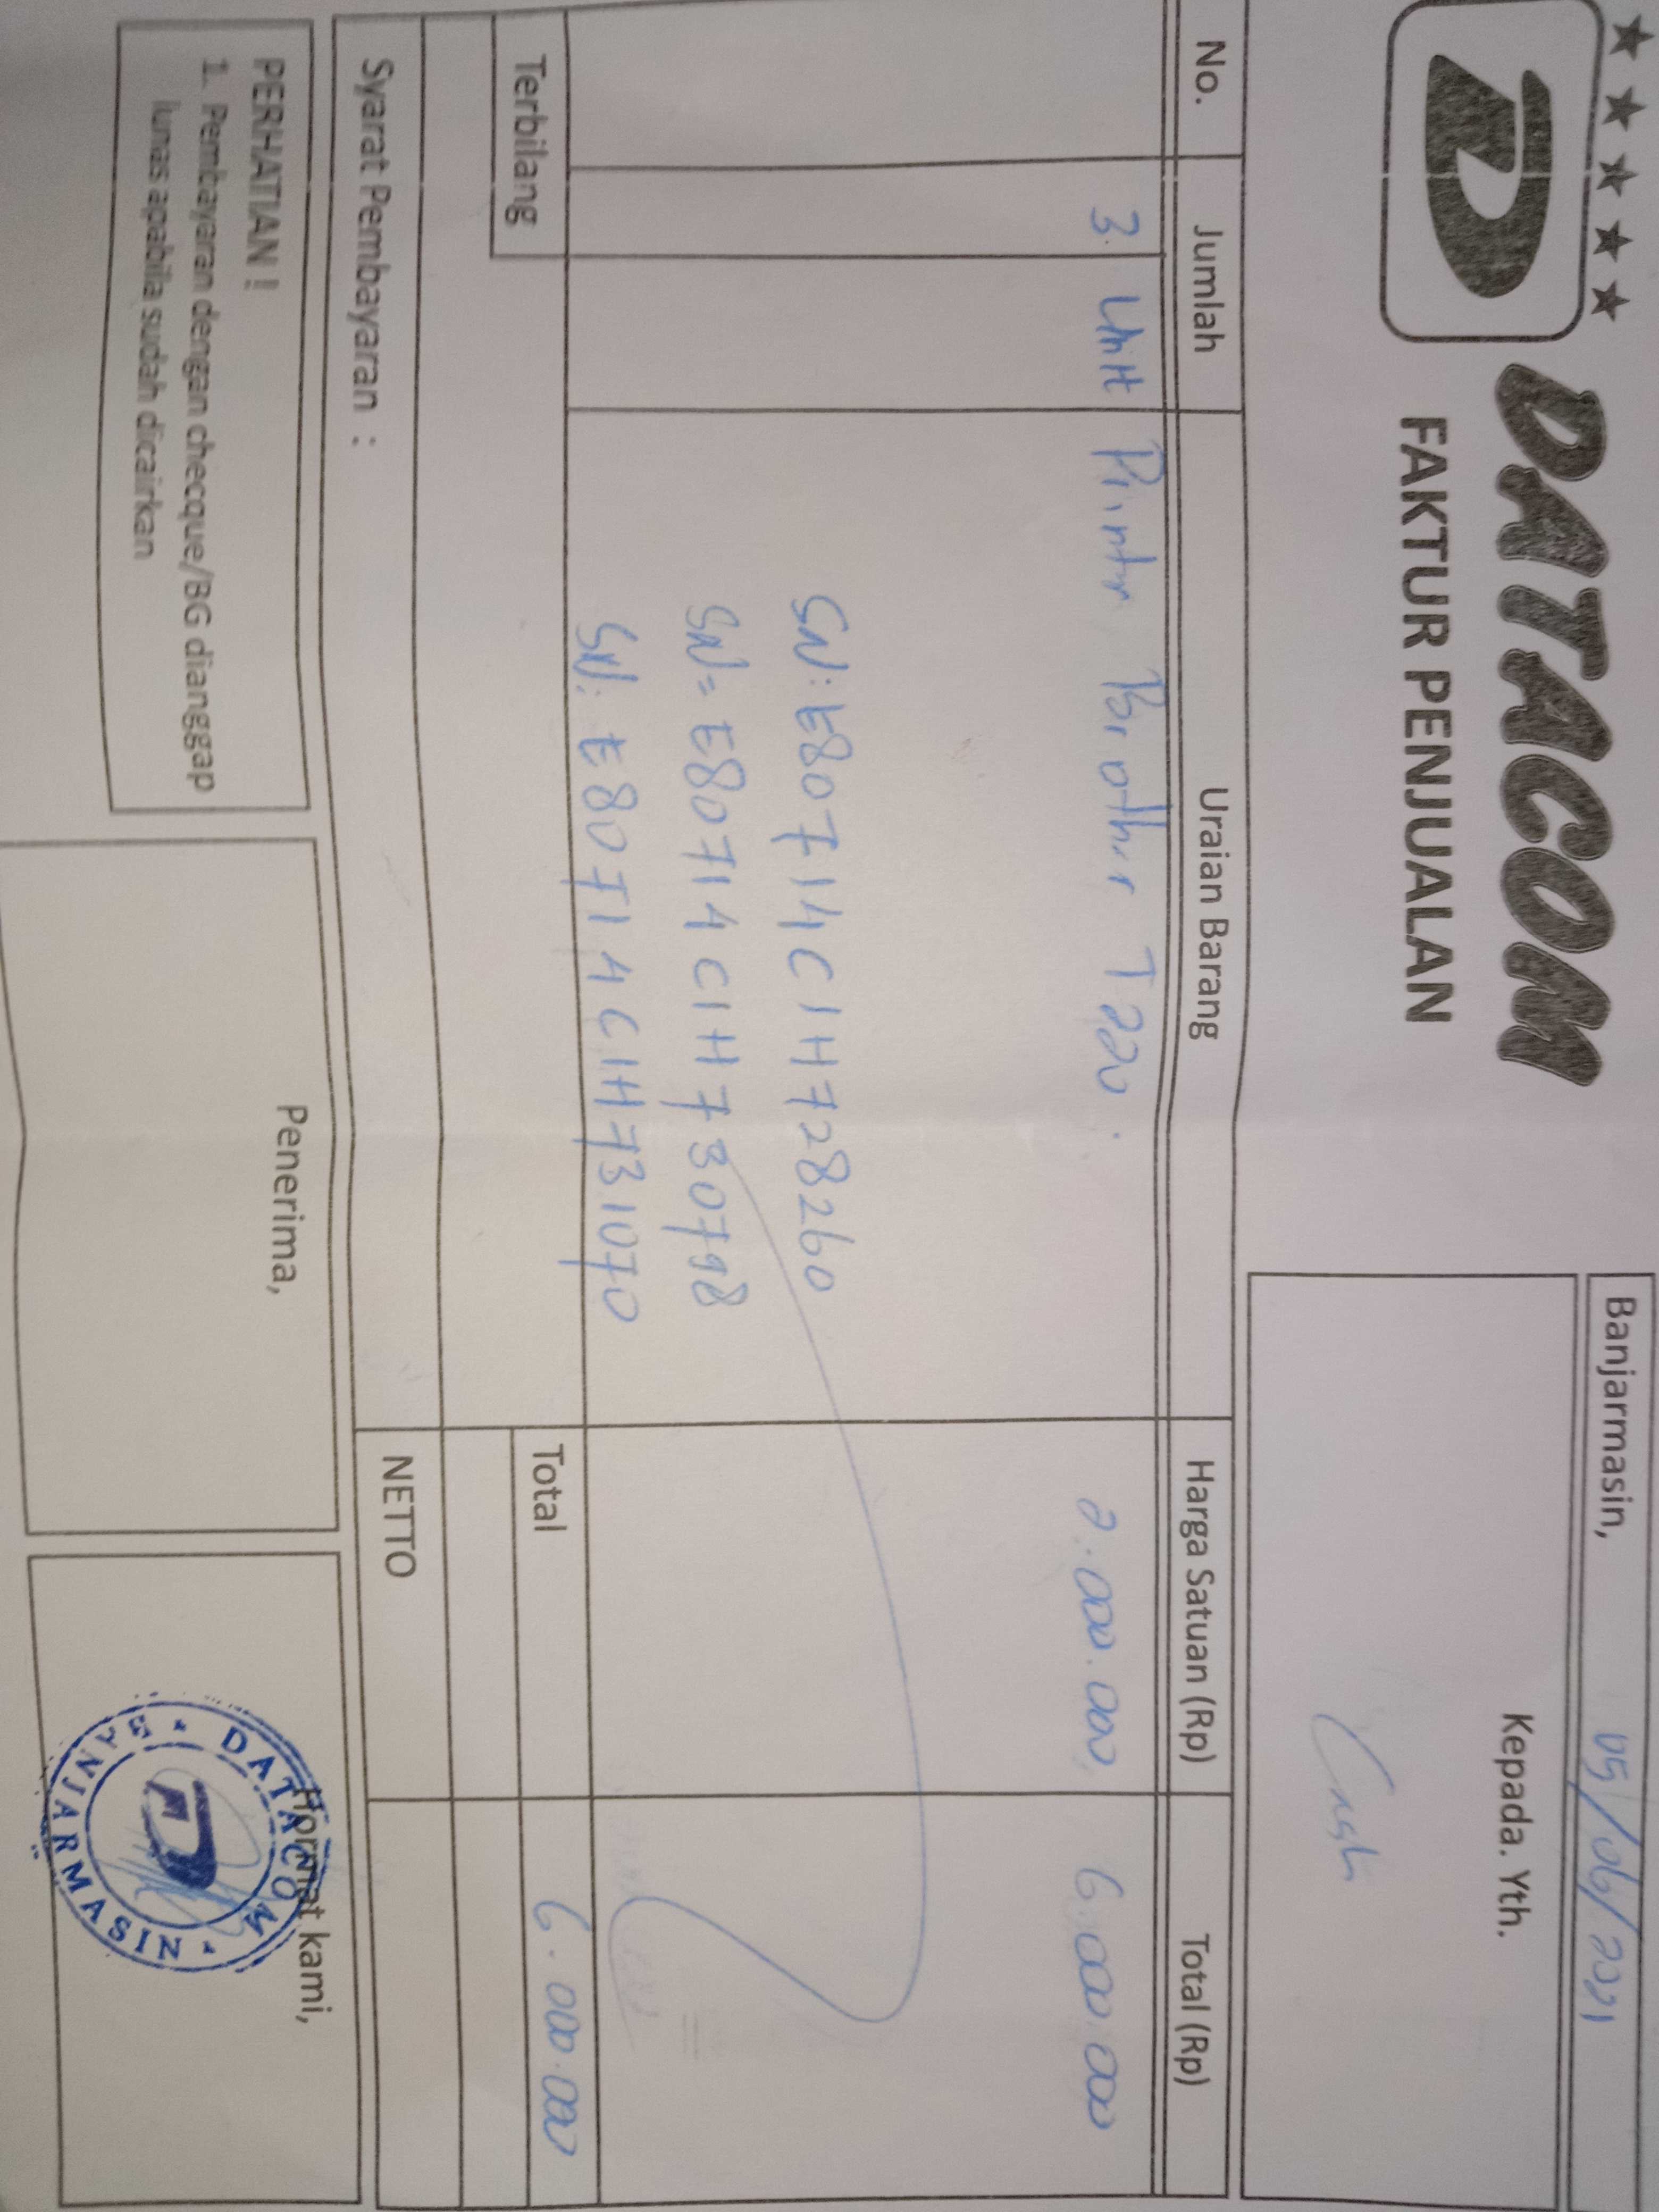 ★★★★★
DATACOM
FAKTUR PENJUALAN
Banjarmasin, 05/06/2021
Kepada. Yth.
Cash
No. Jumlah Uraian Barang Harga Satuan (Rp) Total (Rp)
3 Unit Printr Brother T220. 2.000.000, 6.000.000
SN: E80714C1H728260
SN= E80714C1H730798
SN: E80714C1H731070
Terbilang Total 6.000.000
Syarat Pembayaran : NETTO
PERHATIAN !
1. Pembayaran dengan checque/BG dianggap
lunas apabila sudah dicairkan
Penerima,
Hormat kami,
DATACOM
BANJARMASIN